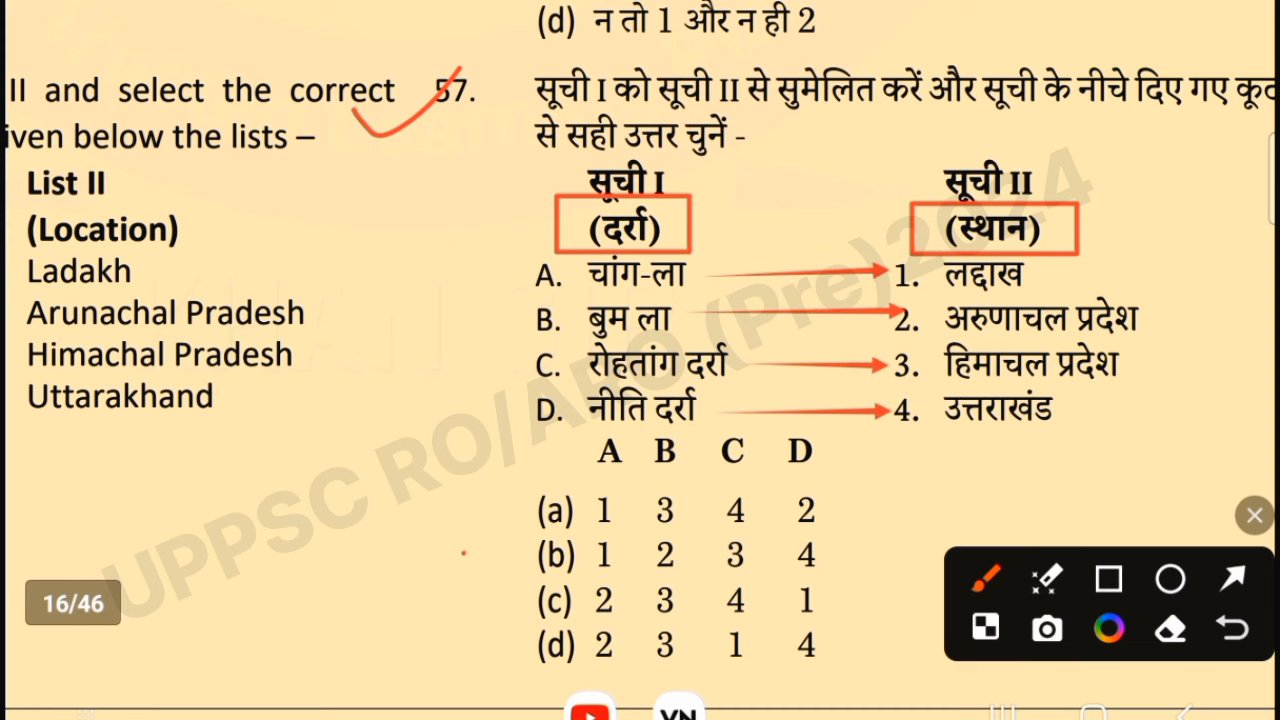 (d) न तो 1 और न ही 2
II and select the correct
iven below the lists –
List II
(Location)
Ladakh
Arunachal Pradesh
Himachal Pradesh
Uttarakhand
57. सूची I को सूची II से सुमेलित करें और सूची के नीचे दिए गए
से सही उत्तर चुनें -
सूची I सूची II
(दर्रा) (स्थान)
A. चांग-ला 1. लद्दाख
B. बुम ला 2. अरुणाचल प्रदेश
C. रोहतांग दर्रा 3. हिमाचल प्रदेश
D. नीति दर्रा 4. उत्तराखंड
A B C D
(a) 1 3 4 2
(b) 1 2 3 4
(c) 2 3 4 1
(d) 2 3 1 4
UPPSC RO/ARO (Pre) 2024
16/46
VN